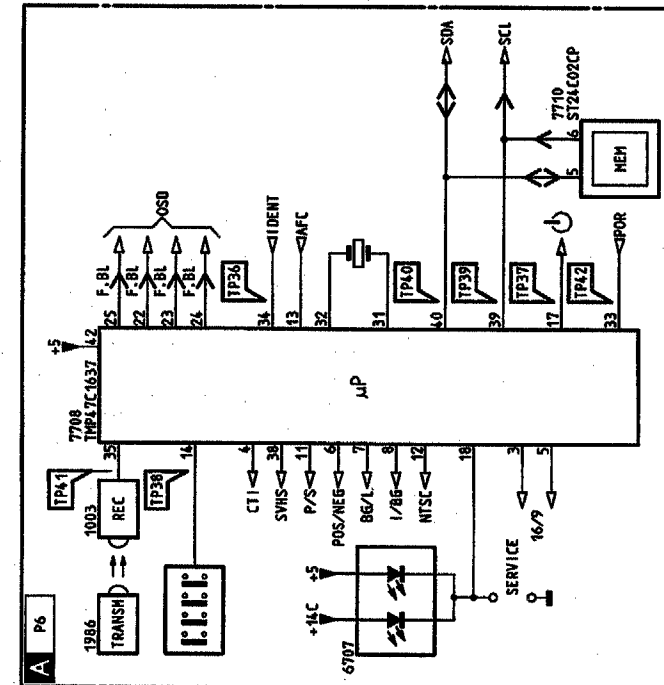 A P6
1986
TRANSM
1003
REC
TP41
TP38
35
14
7708
TMP47C1637
+5
42
µP
25 F.BL
22 F.BL
23 F.BL
24 F.BL
OSD
TP36
34 IDENT
13 AFC
32
31
TP40
40
SDA
TP39
39
SCL
TP37
17
TP42
33 POR
7710
ST24C02CP
5
6
MEM
4 CTI
38 SVHS
11 P/S
6 POS/NEG
7 BG/L
8 I/BG
12 NTSC
18
3
5
16/9
+14C
+5
6707
SERVICE